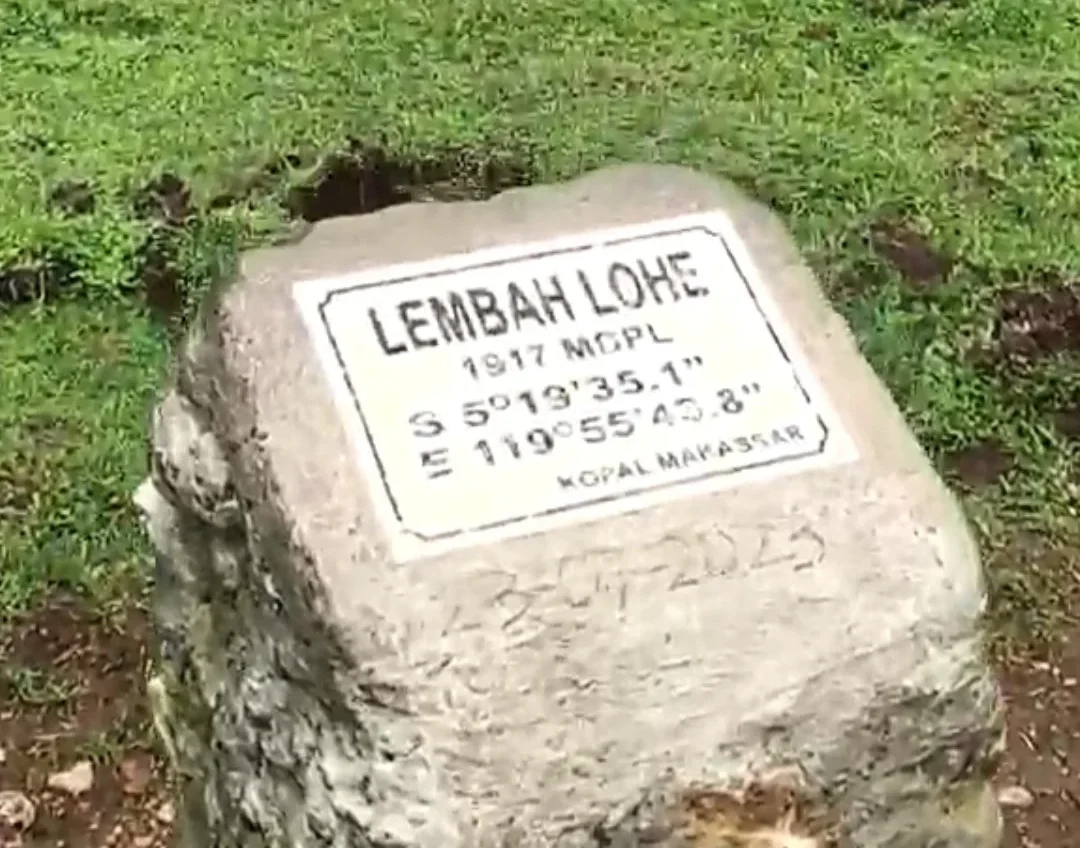 LEMBAH LOHE
1917 MDPL
S 5°19'35.1"
E 119°55'43.8"
KOPAL MAKASSAR